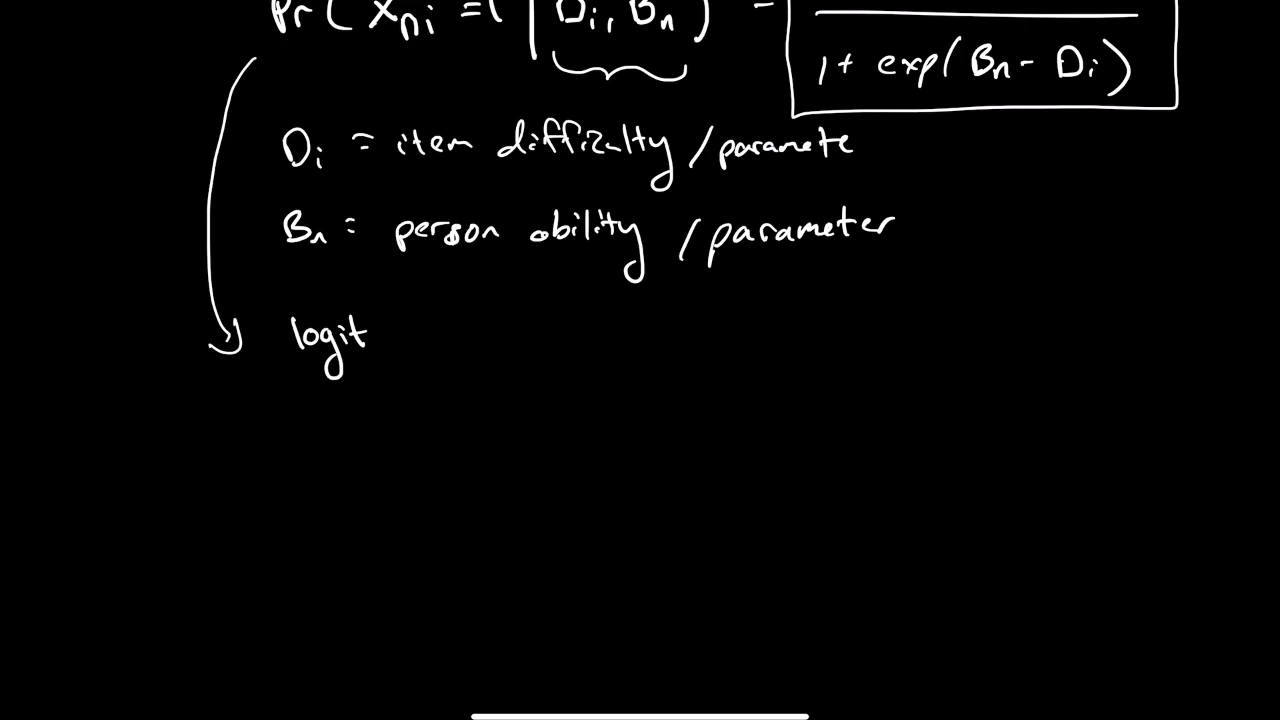 Pr( Xni = 1 | Di, Bn) =
1 + exp(Bn - Di)
Di = item difficulty / paramete
Bn = person ability / parameter
logit